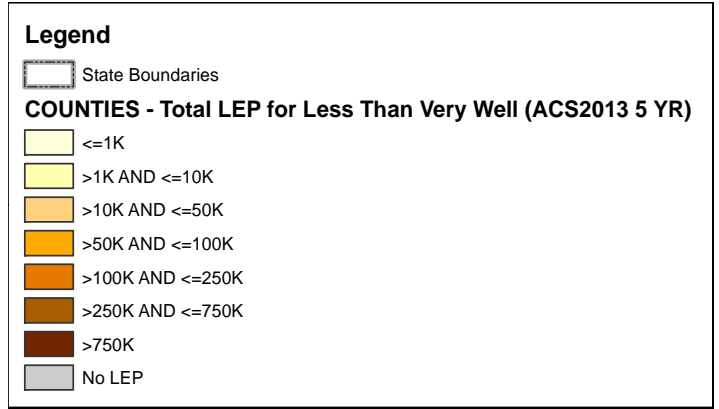 Legend
State Boundaries
COUNTIES - Total LEP for Less Than Very Well (ACS2013 5 YR)
<=1K
>1K AND <=10K
>10K AND <=50K
>50K AND <=100K
>100K AND <=250K
>250K AND <=750K
>750K
No LEP